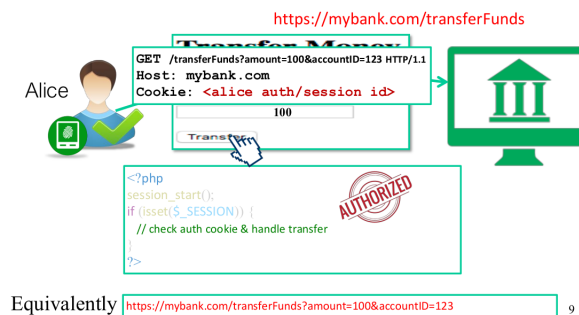 https://mybank.com/transferFunds
Transfer Money
GET /transferFunds?amount=100&accountID=123 HTTP/1.1
Host: mybank.com
Cookie: <alice auth/session id>
Alice
100
Transfer
<?php
session_start();
if (isset($_SESSION)) {
// check auth cookie & handle transfer
}
?>
AUTHORIZED
Equivalently
https://mybank.com/transferFunds?amount=100&accountID=123
9